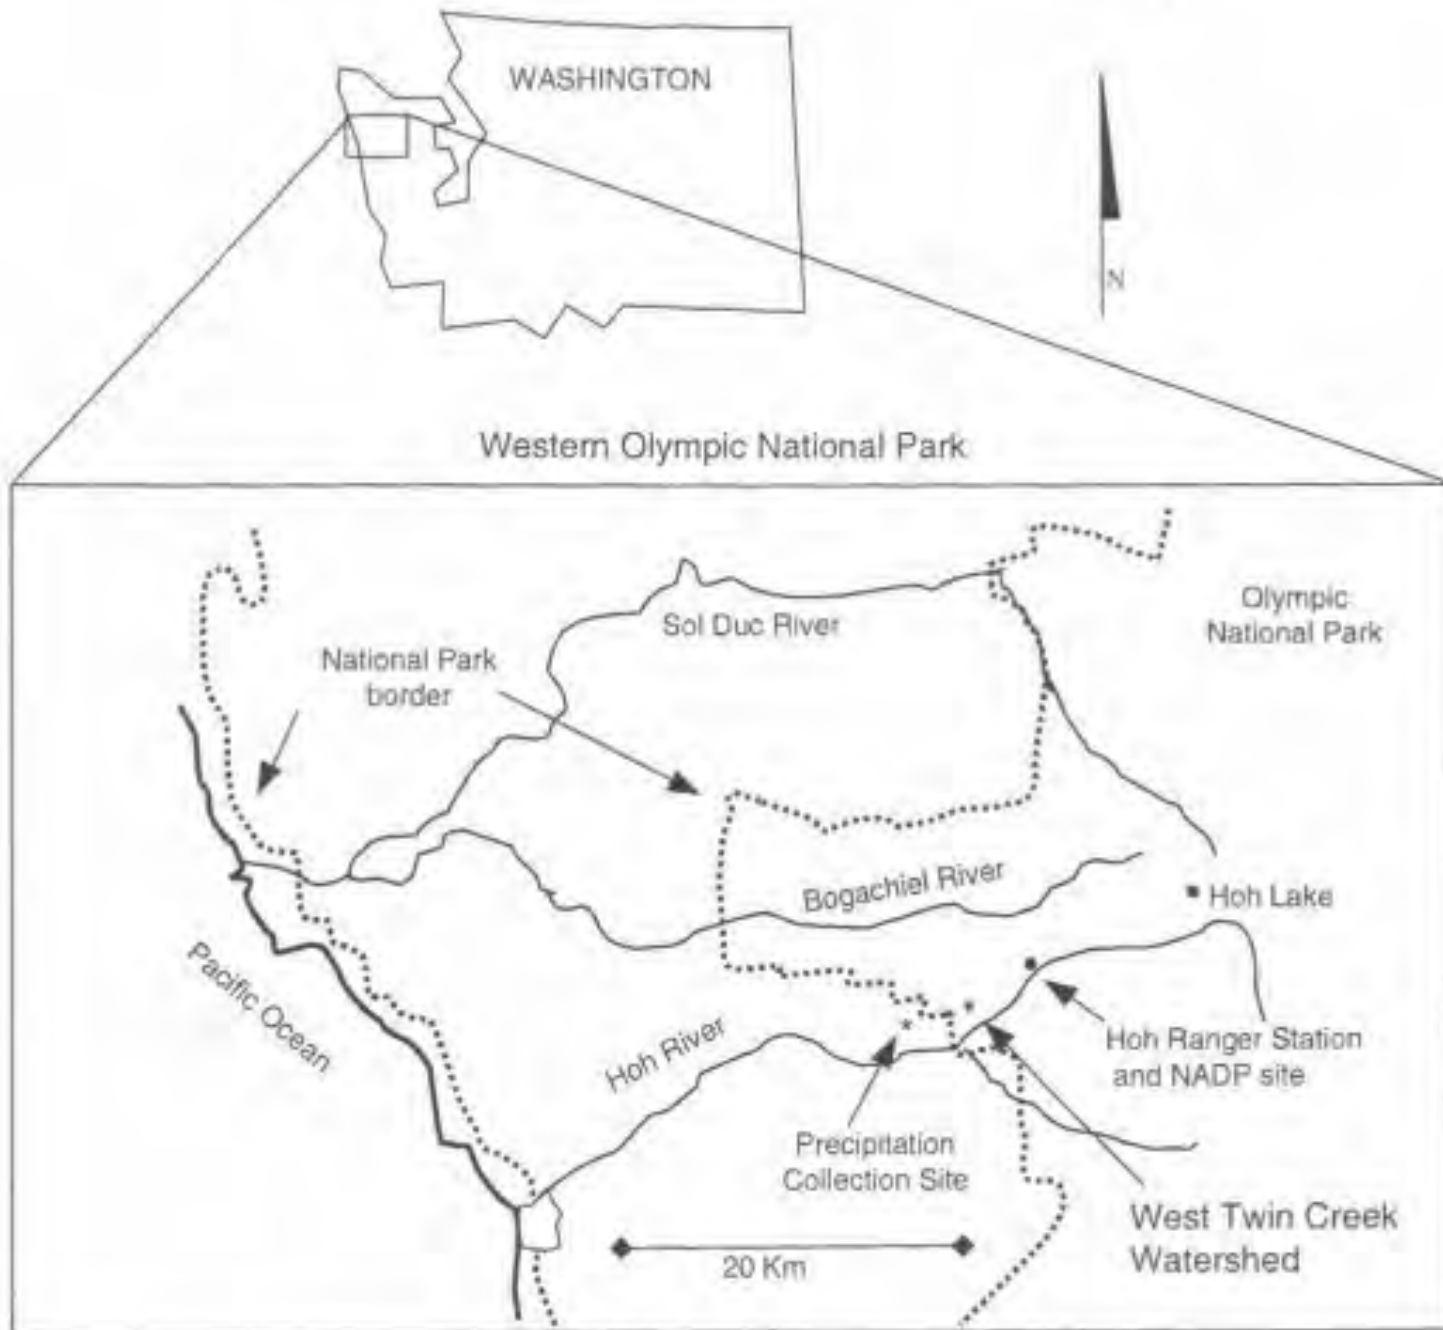 WASHINGTON
N
Western Olympic National Park
Olympic
National Park
Sol Duc River
National Park
border
Bogachiel River
Hoh Lake
Pacific Ocean
Hoh River
Hoh Ranger Station
and NADP site
Precipitation
Collection Site
West Twin Creek
Watershed
20 Km